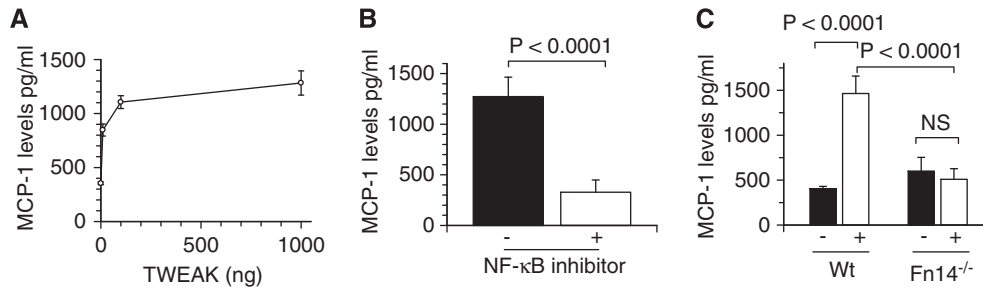 A
MCP-1 levels pg/ml
1500
1000
500
0
0
500
1000
TWEAK (ng)
B
P < 0.0001
MCP-1 levels pg/ml
1500
1000
500
0
- +
NF-κB inhibitor
C
P < 0.0001
P < 0.0001
MCP-1 levels pg/ml
1500
1000
500
0
NS
- + - +
Wt Fn14-/-